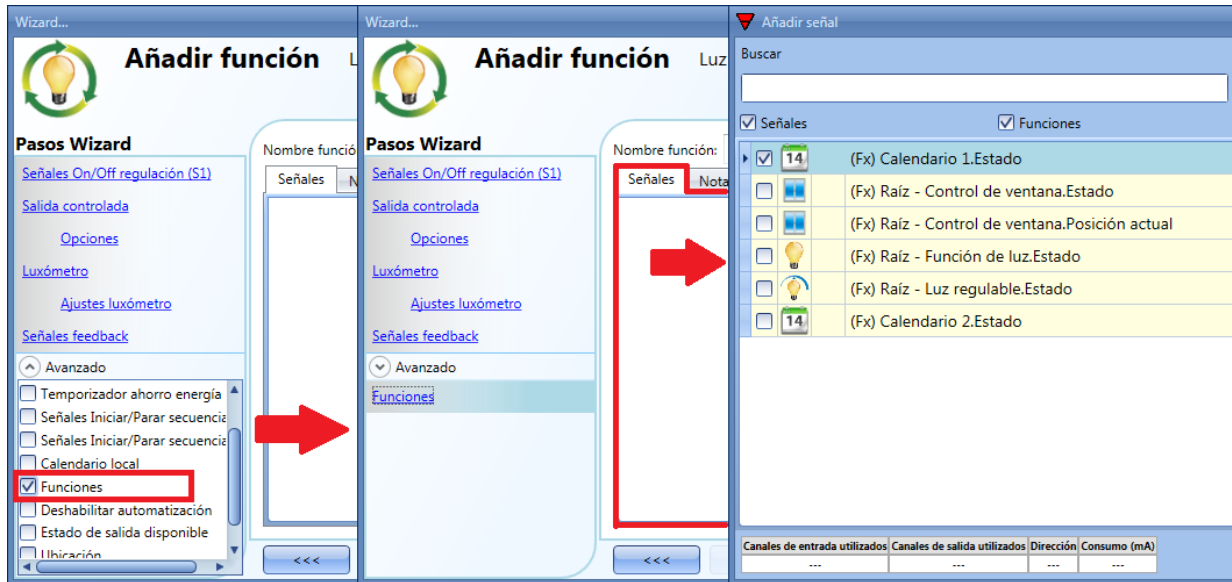 Wizard...
Añadir función L
Pasos Wizard
Señales On/Off regulación (S1)
Salida controlada
Opciones
Luxómetro
Ajustes luxómetro
Señales feedback
Avanzado
Temporizador ahorro energía
Señales Iniciar/Parar secuencia
Señales Iniciar/Parar secuencia
Calendario local
Funciones
Deshabilitar automatización
Estado de salida disponible
Ubicación
Nombre funció
Señales N
<<<
Wizard...
Añadir función Luz
Pasos Wizard
Señales On/Off regulación (S1)
Salida controlada
Opciones
Luxómetro
Ajustes luxómetro
Señales feedback
Avanzado
Funciones
Nombre función:
Señales Nota
<<<
Añadir señal
Buscar
Señales Funciones
14 (Fx) Calendario 1.Estado
(Fx) Raíz - Control de ventana.Estado
(Fx) Raíz - Control de ventana.Posición actual
(Fx) Raíz - Función de luz.Estado
(Fx) Raíz - Luz regulable.Estado
14 (Fx) Calendario 2.Estado
Canales de entrada utilizados Canales de salida utilizados Dirección Consumo (mA)
--- --- --- ---